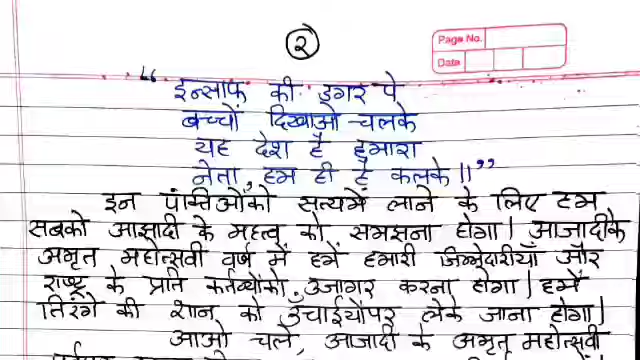 २
Page No.
Date
“इन्साफ की डगर पे
बच्चों दिखाओ चलके
यह देश है हमारा
नेता, हम ही है कलके॥”
इन पंक्तिओंको सत्यमें लाने के लिए हम
सबको आझादी के महत्व को समझना होगा। आजादीके
अमृत महोत्सवी वर्ष में हमें हमारी जिम्मेदारीयाँ और
राष्ट्र के प्रति कर्तव्योंको उजागर करना होगा। हमें
तिरंगे की शान को उँचाईयोंपर लेके जाना होगा।
आओ चले, आजादी के अमृत महोत्सवी